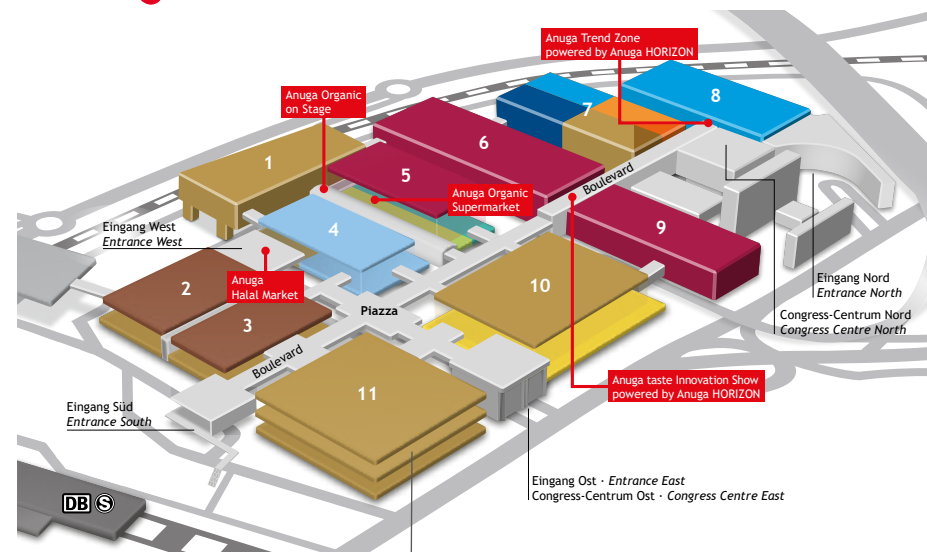 Anuga Trend Zone
powered by Anuga HORIZON
8
7
Anuga Organic
on Stage
6
1
5
Boulevard
Anuga Organic
Supermarket
Eingang West
Entrance West
4
9
Anuga
Halal Market
2
10
Eingang Nord
Entrance North
Piazza
Congress-Centrum Nord
Congress Centre North
3
Boulevard
Anuga taste Innovation Show
powered by Anuga HORIZON
11
Eingang Süd
Entrance South
Eingang Ost · Entrance East
Congress-Centrum Ost · Congress Centre East
DB S